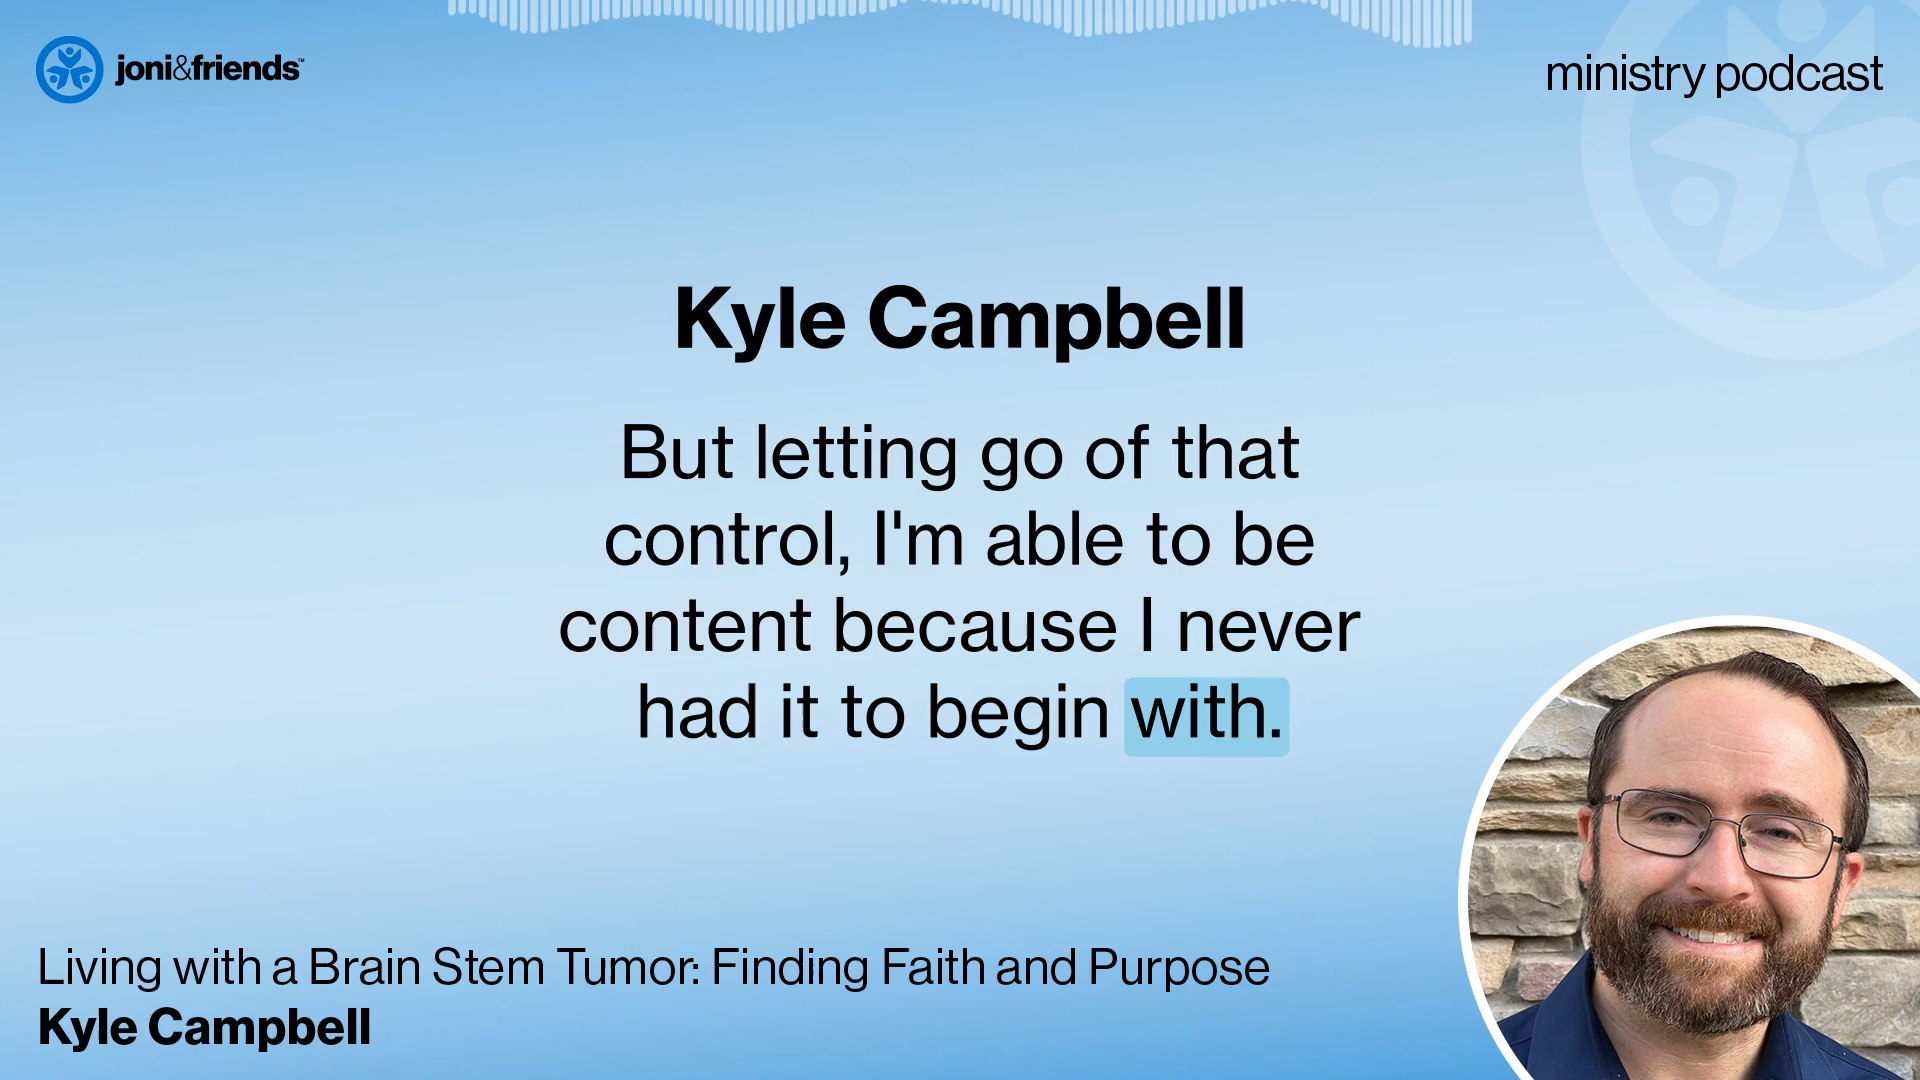 joni&friends™
ministry podcast
Kyle Campbell
But letting go of that
control, I'm able to be
content because I never
had it to begin with.
Living with a Brain Stem Tumor: Finding Faith and Purpose
Kyle Campbell